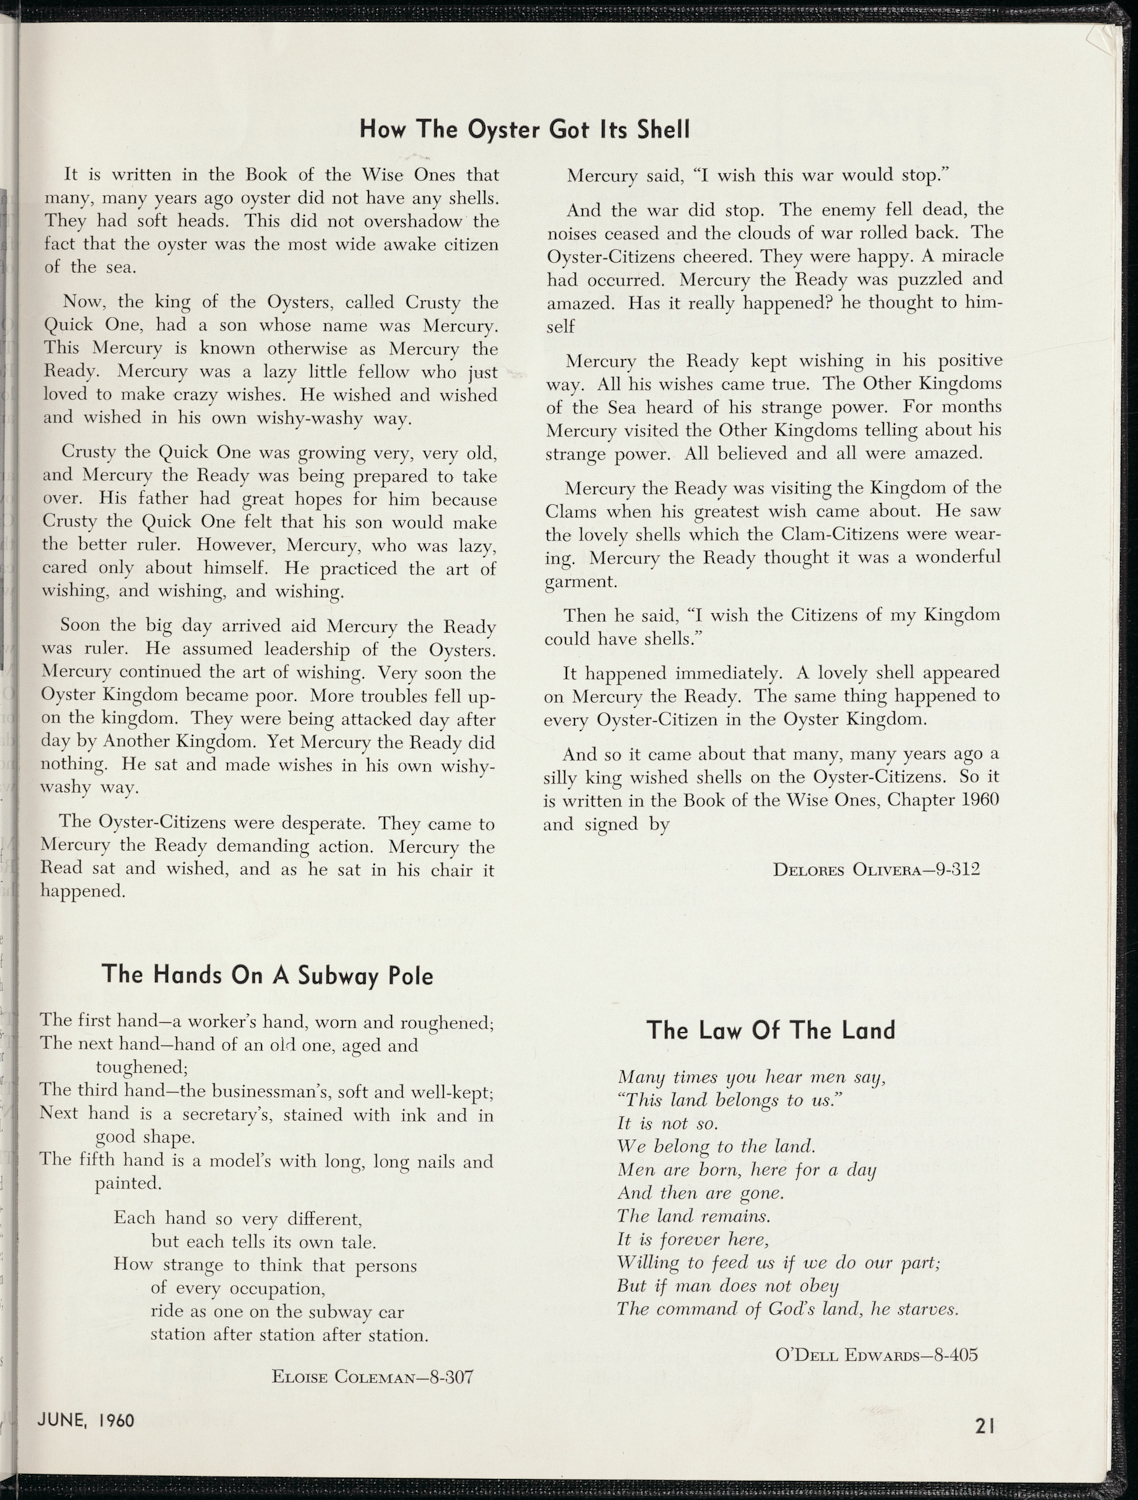 How The Oyster Got Its Shell
It is written in the Book of the Wise Ones that
many, many years ago oyster did not have any shells.
They had soft heads. This did not overshadow the
fact that the oyster was the most wide awake citizen
of the sea.
Now, the king of the Oysters, called Crusty the
Quick One, had a son whose name was Mercury.
This Mercury is known otherwise as Mercury the
Ready. Mercury was a lazy little fellow who just
loved to make crazy wishes. He wished and wished
and wished in his own wishy-washy way.
Crusty the Quick One was growing very, very old,
and Mercury the Ready was being prepared to take
over. His father had great hopes for him because
Crusty the Quick One felt that his son would make
the better ruler. However, Mercury, who was lazy,
cared only about himself. He practiced the art of
wishing, and wishing, and wishing.
Soon the big day arrived aid Mercury the Ready
was ruler. He assumed leadership of the Oysters.
Mercury continued the art of wishing. Very soon the
Oyster Kingdom became poor. More troubles fell up-
on the kingdom. They were being attacked day after
day by Another Kingdom. Yet Mercury the Ready did
nothing. He sat and made wishes in his own wishy-
washy way.
The Oyster-Citizens were desperate. They came to
Mercury the Ready demanding action. Mercury the
Read sat and wished, and as he sat in his chair it
happened.
Mercury said, “I wish this war would stop.”
And the war did stop. The enemy fell dead, the
noises ceased and the clouds of war rolled back. The
Oyster-Citizens cheered. They were happy. A miracle
had occurred. Mercury the Ready was puzzled and
amazed. Has it really happened? he thought to him-
self
Mercury the Ready kept wishing in his positive
way. All his wishes came true. The Other Kingdoms
of the Sea heard of his strange power. For months
Mercury visited the Other Kingdoms telling about his
strange power. All believed and all were amazed.
Mercury the Ready was visiting the Kingdom of the
Clams when his greatest wish came about. He saw
the lovely shells which the Clam-Citizens were wear-
ing. Mercury the Ready thought it was a wonderful
garment.
Then he said, “I wish the Citizens of my Kingdom
could have shells.”
It happened immediately. A lovely shell appeared
on Mercury the Ready. The same thing happened to
every Oyster-Citizen in the Oyster Kingdom.
And so it came about that many, many years ago a
silly king wished shells on the Oyster-Citizens. So it
is written in the Book of the Wise Ones, Chapter 1960
and signed by
DELORES OLIVERA—9-312
The Hands On A Subway Pole
The first hand—a worker’s hand, worn and roughened;
The next hand—hand of an old one, aged and
toughened;
The third hand—the businessman’s, soft and well-kept;
Next hand is a secretary’s, stained with ink and in
good shape.
The fifth hand is a model’s with long, long nails and
painted.
Each hand so very different,
but each tells its own tale.
How strange to think that persons
of every occupation,
ride as one on the subway car
station after station after station.
ELOISE COLEMAN—8-307
The Law Of The Land
Many times you hear men say,
“This land belongs to us.”
It is not so.
We belong to the land.
Men are born, here for a day
And then are gone.
The land remains.
It is forever here,
Willing to feed us if we do our part;
But if man does not obey
The command of God’s land, he starves.
O’DELL EDWARDS—8-405
JUNE, 1960
21